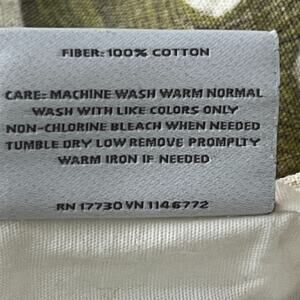 FIBER: 100% COTTON
CARE: MACHINE WASH WARM NORMAL
WASH WITH LIKE COLORS ONLY
NON-CHLORINE BLEACH WHEN NEEDED
TUMBLE DRY LOW REMOVE PROMPLTY
WARM IRON IF NEEDED
RN 17730 VN 1146772